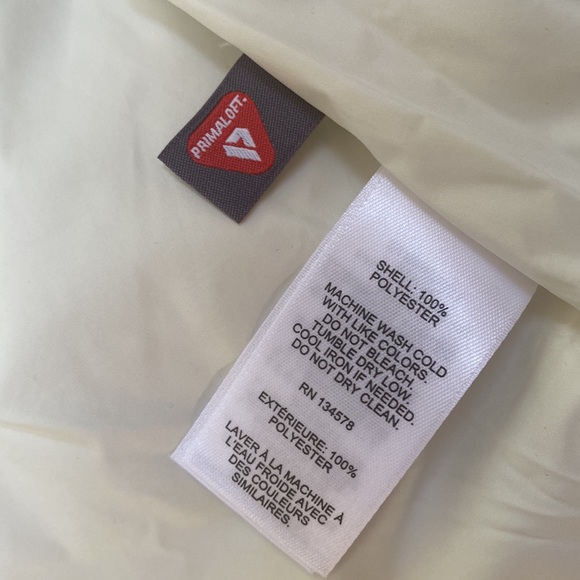 PRIMALOFT.
SHELL: 100%
POLYESTER
MACHINE WASH COLD
WITH LIKE COLORS.
DO NOT BLEACH,
TUMBLE DRY LOW.
COOL IRON IF NEEDED.
DO NOT DRY CLEAN.
RN 134578
EXTÉRIEURE: 100%
POLYESTER
LAVER À LA MACHINE À
L'EAU FROIDE AVEC
DES COULEURS
SIMILAIRES.